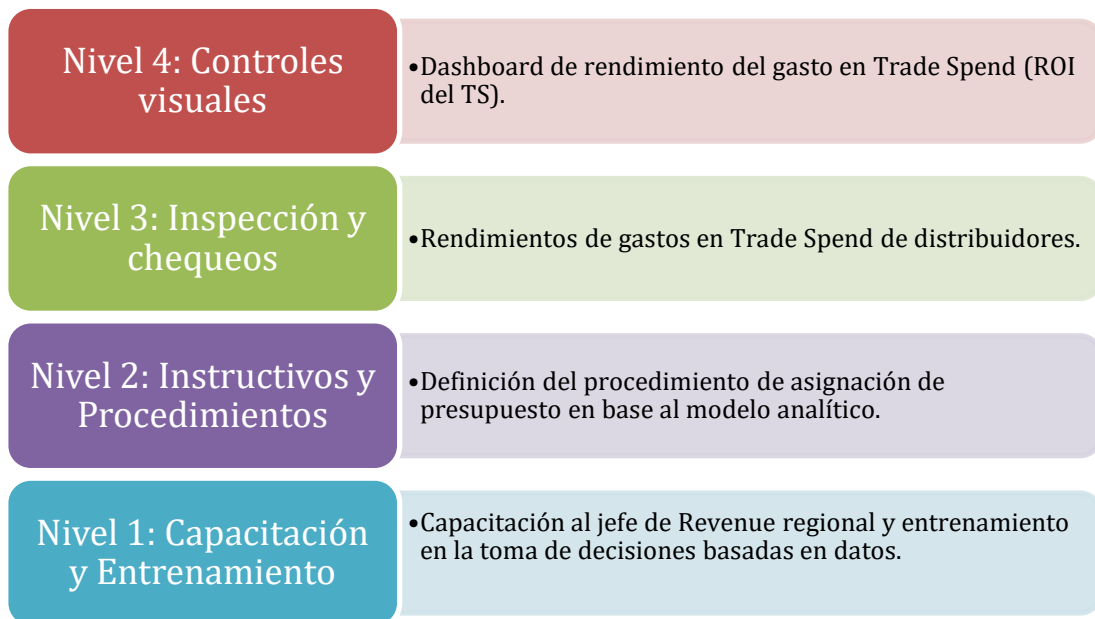 Nivel 4: Controles
visuales
•Dashboard de rendimiento del gasto en Trade Spend (ROI
del TS).
Nivel 3: Inspección y
chequeos
•Rendimientos de gastos en Trade Spend de distribuidores.
Nivel 2: Instructivos y
Procedimientos
•Definición del procedimiento de asignación de
presupuesto en base al modelo analítico.
Nivel 1: Capacitación
y Entrenamiento
•Capacitación al jefe de Revenue regional y entrenamiento
en la toma de decisiones basadas en datos.